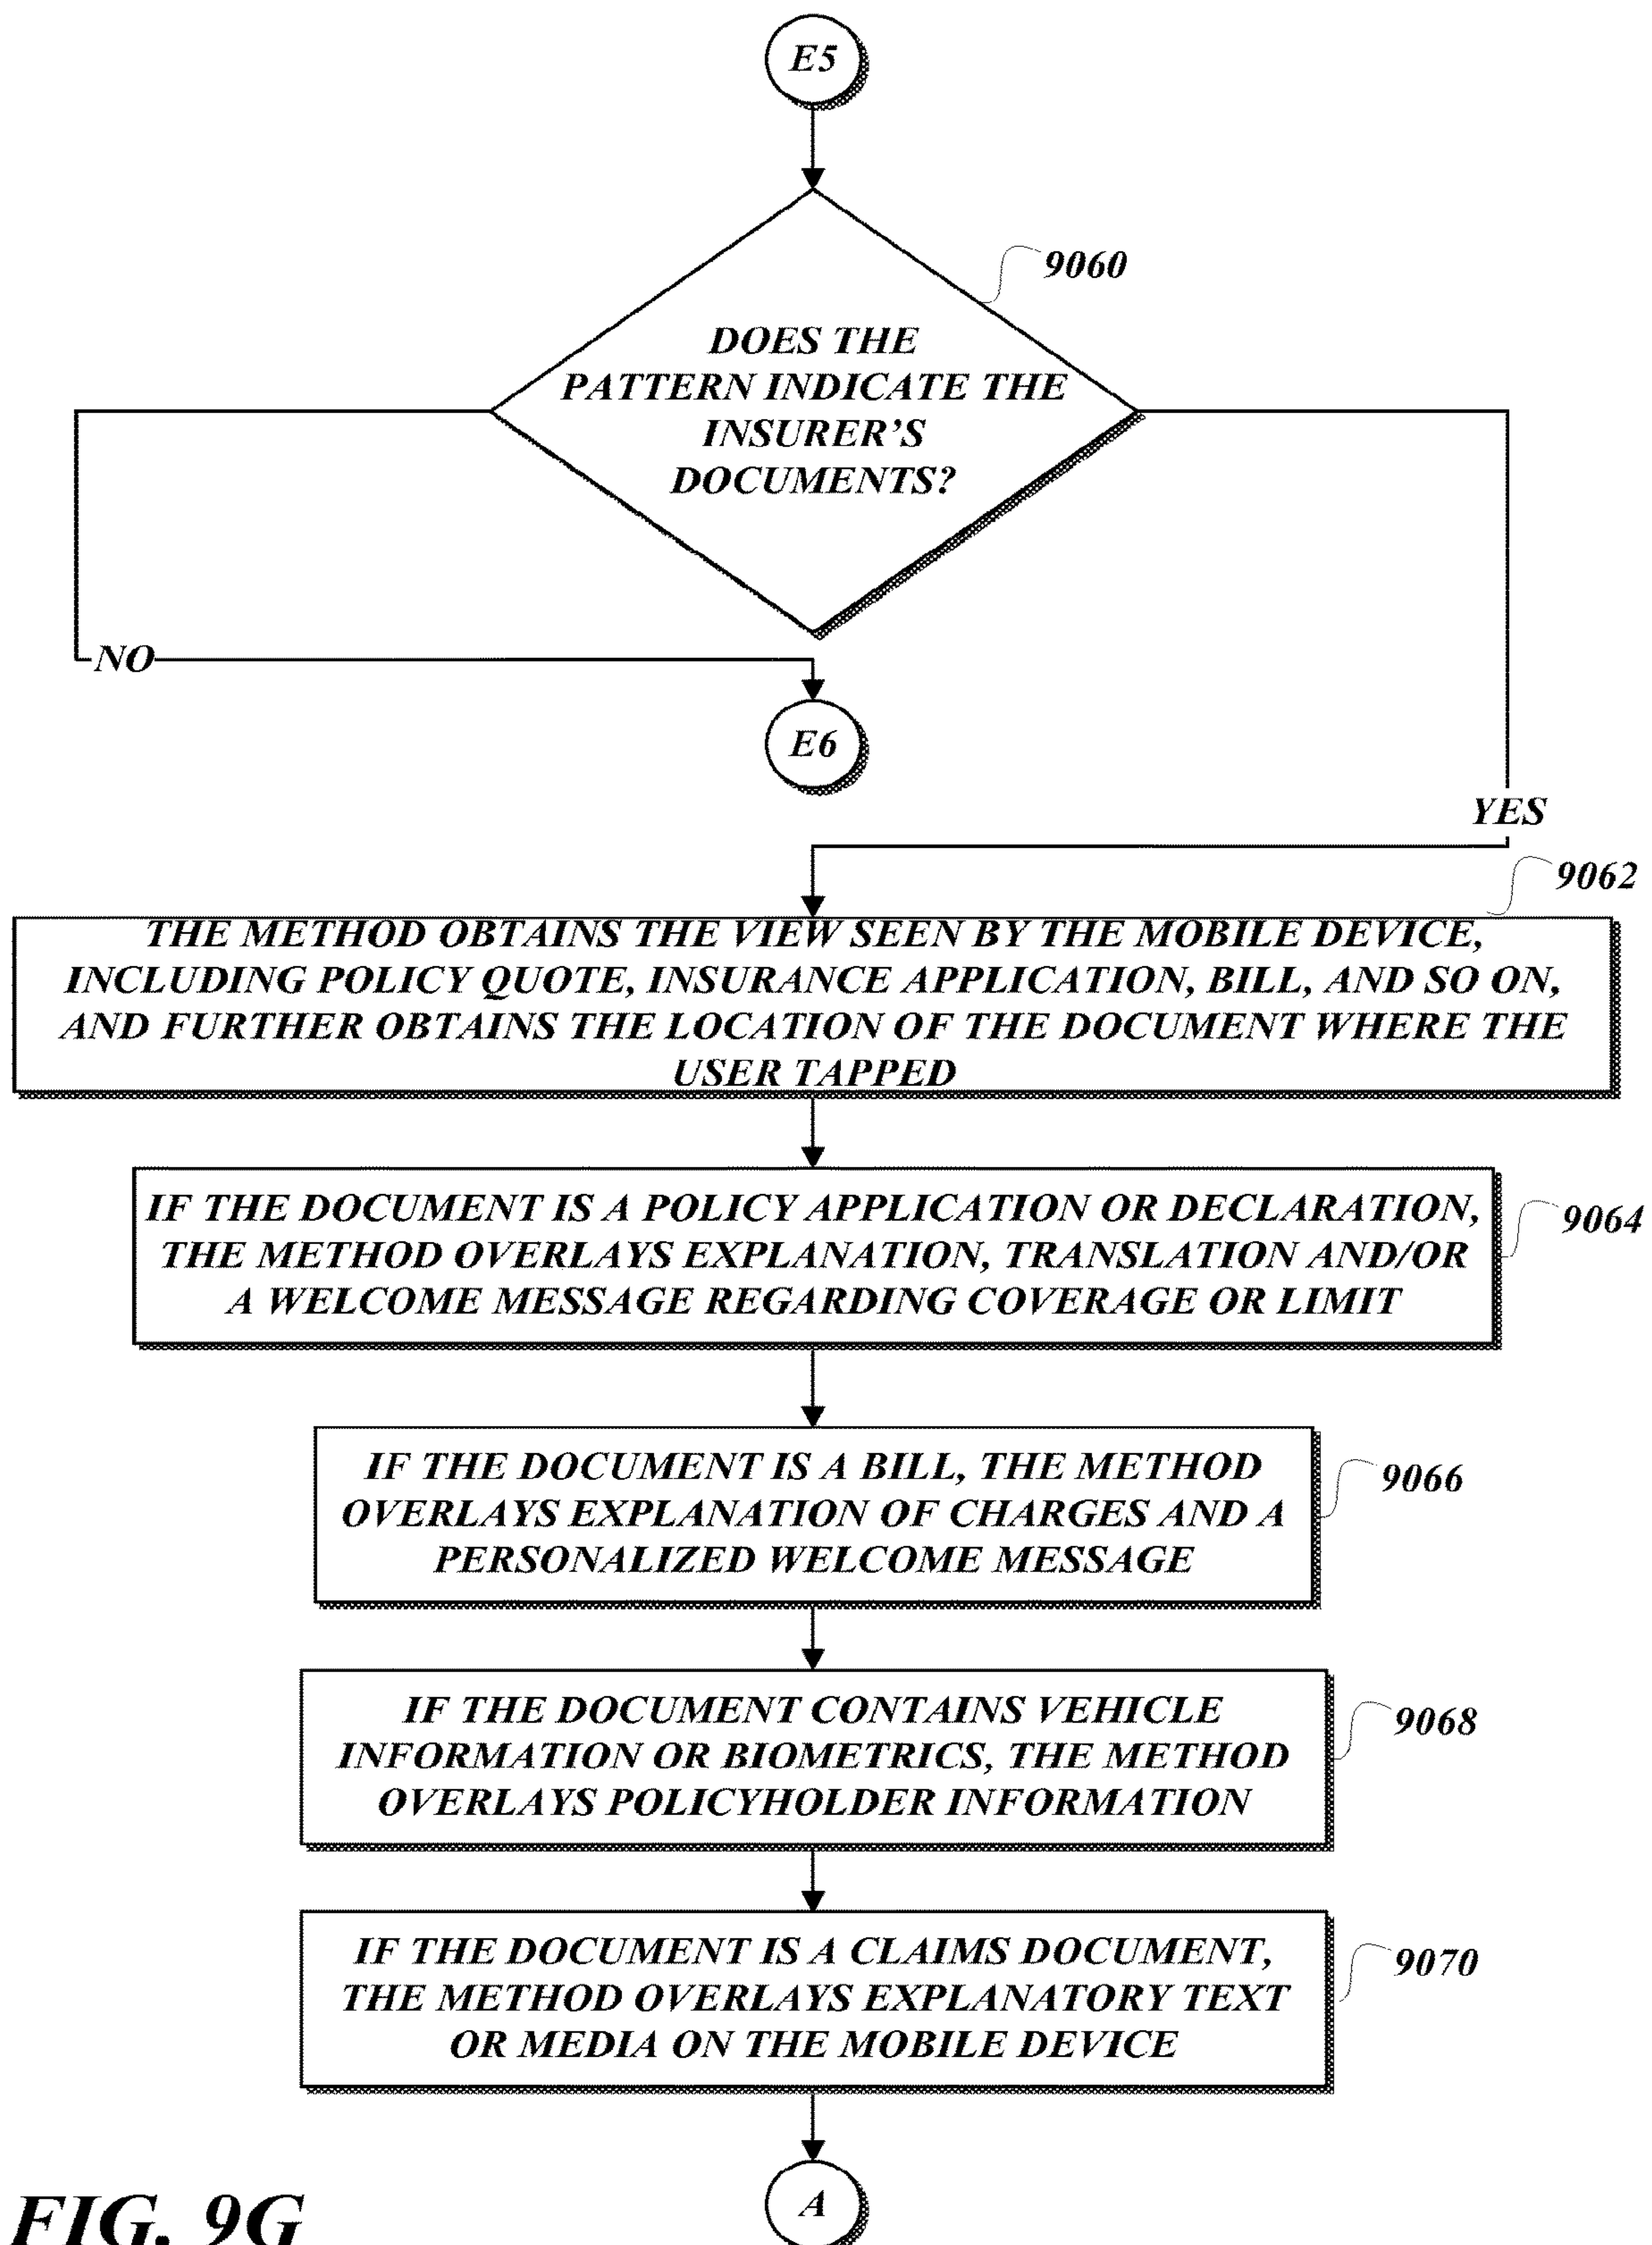 E5
9060
DOES THE
PATTERN INDICATE THE
INSURER'S
DOCUMENTS?
NO
E6
YES
9062
THE METHOD OBTAINS THE VIEW SEEN BY THE MOBILE DEVICE,
INCLUDING POLICY QUOTE, INSURANCE APPLICATION, BILL, AND SO ON,
AND FURTHER OBTAINS THE LOCATION OF THE DOCUMENT WHERE THE
USER TAPPED
IF THE DOCUMENT IS A POLICY APPLICATION OR DECLARATION,
THE METHOD OVERLAYS EXPLANATION, TRANSLATION AND/OR
A WELCOME MESSAGE REGARDING COVERAGE OR LIMIT
9064
IF THE DOCUMENT IS A BILL, THE METHOD
OVERLAYS EXPLANATION OF CHARGES AND A
PERSONALIZED WELCOME MESSAGE
9066
IF THE DOCUMENT CONTAINS VEHICLE
INFORMATION OR BIOMETRICS, THE METHOD
OVERLAYS POLICYHOLDER INFORMATION
9068
IF THE DOCUMENT IS A CLAIMS DOCUMENT,
THE METHOD OVERLAYS EXPLANATORY TEXT
OR MEDIA ON THE MOBILE DEVICE
9070
A
FIG. 9G